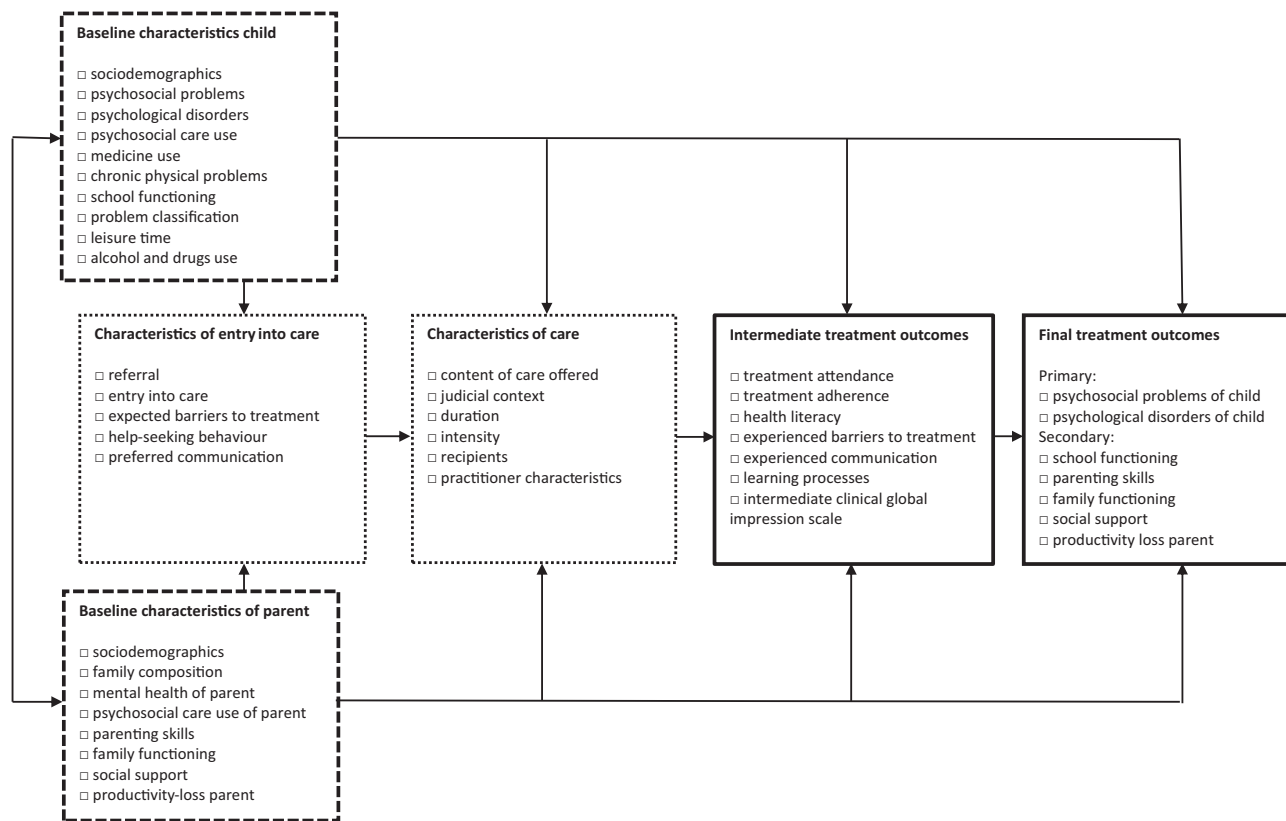 Baseline characteristics child
□ sociodemographics
□ psychosocial problems
□ psychological disorders
□ psychosocial care use
□ medicine use
□ chronic physical problems
□ school functioning
□ problem classification
□ leisure time
□ alcohol and drugs use
Characteristics of entry into care
□ referral
□ entry into care
□ expected barriers to treatment
□ help-seeking behaviour
□ preferred communication
Characteristics of care
□ content of care offered
□ judicial context
□ duration
□ intensity
□ recipients
□ practitioner characteristics
Intermediate treatment outcomes
□ treatment attendance
□ treatment adherence
□ health literacy
□ experienced barriers to treatment
□ experienced communication
□ learning processes
□ intermediate clinical global
impression scale
Final treatment outcomes
Primary:
□ psychosocial problems of child
□ psychological disorders of child
Secondary:
□ school functioning
□ parenting skills
□ family functioning
□ social support
□ productivity loss parent
Baseline characteristics of parent
□ sociodemographics
□ family composition
□ mental health of parent
□ psychosocial care use of parent
□ parenting skills
□ family functioning
□ social support
□ productivity-loss parent